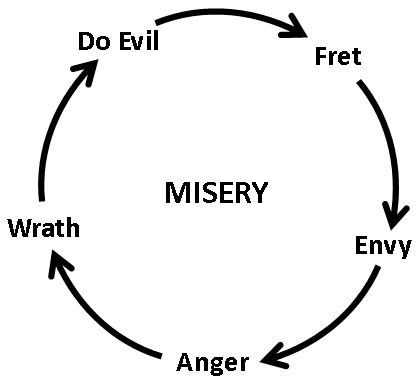 Do Evil
Fret
MISERY
Wrath
Envy
Anger